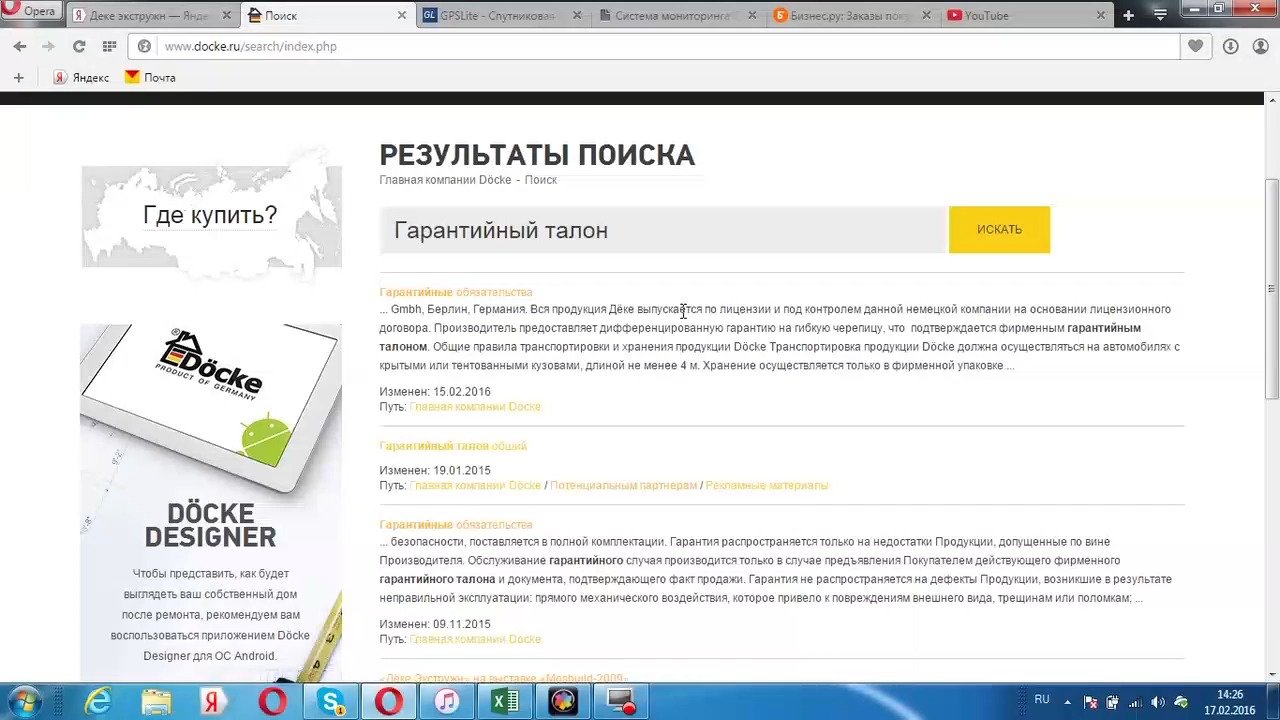 Opera
Деке экстружн — Янде
Поиск
GPSLite - Спутниковая
Система мониторинга
Бизнес.ру: Заказы пок
YouTube
www.docke.ru/search/index.php
Яндекс
Почта
РЕЗУЛЬТАТЫ ПОИСКА
Главная компании Döcke - Поиск
Где купить?
Гарантийный талон
ИСКАТЬ
Гарантийные обязательства
... Gmbh, Берлин, Германия. Вся продукция Дёке выпускается по лицензии и под контролем данной немецкой компании на основании лицензионного
договора. Производитель предоставляет дифференцированную гарантию на гибкую черепицу, что подтверждается фирменным гарантийным
талоном. Общие правила транспортировки и хранения продукции Döcke Транспортировка продукции Döcke должна осуществляться на автомобилях с
крытыми или тентованными кузовами, длиной не менее 4 м. Хранение осуществляется только в фирменной упаковке ...
Изменен: 15.02.2016
Путь: Главная компании Docke
Гарантийный талон общий
Изменен: 19.01.2015
Путь: Главная компании Döcke / Потенциальным партнерам / Рекламные материалы
Гарантийные обязательства
... безопасности, поставляется в полной комплектации. Гарантия распространяется только на недостатки Продукции, допущенные по вине
Производителя. Обслуживание гарантийного случая производится только в случае предъявления Покупателем действующего фирменного
гарантийного талона и документа, подтверждающего факт продажи. Гарантия не распространяется на дефекты Продукции, возникшие в результате
неправильной эксплуатации: прямого механического воздействия, которое привело к повреждениям внешнего вида, трещинам или поломкам; ...
Изменен: 09.11.2015
Путь: Главная компании Docke
«Дёке Экстружн» на выставке «Mosbuild-2009»
Döcke
PRODUCT OF GERMANY
DÖCKE
DESIGNER
Чтобы представить, как будет
выглядеть ваш собственный дом
после ремонта, рекомендуем вам
воспользоваться приложением Döcke
Designer для ОС Android.
RU
14:26
17.02.2016